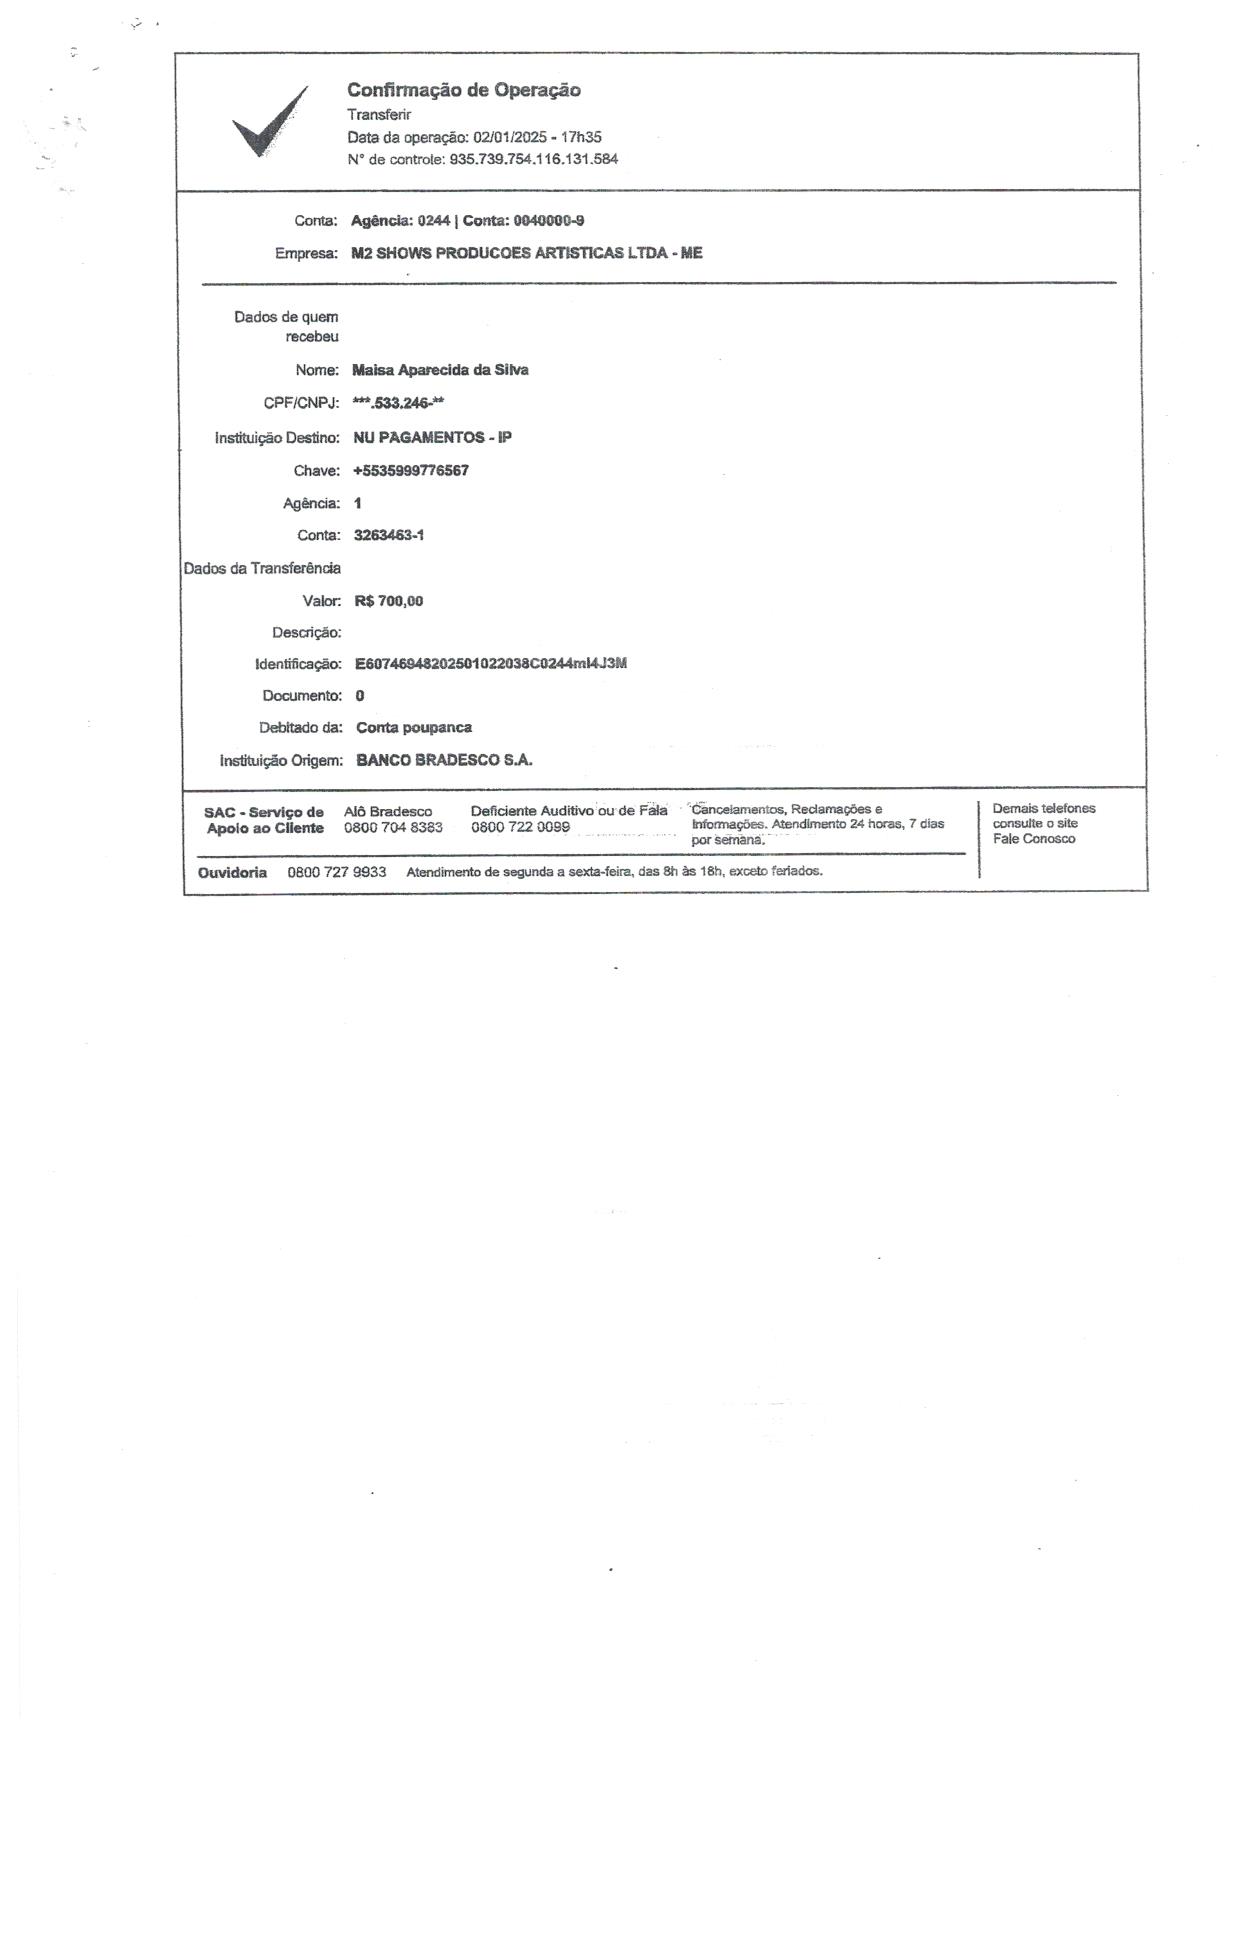 Confirmação de Operação
Transferir
Data da operação: 02/01/2025 - 17h35
N° de controle: 935.739.754.116.131.584
Conta: Agência: 0244 | Conta: 0040000-9
Empresa: M2 SHOWS PRODUCOES ARTISTICAS LTDA - ME
Dados de quem
recebeu
Nome: Maisa Aparecida da Silva
CPF/CNPJ: ***.533.246-**
Instituição Destino: NU PAGAMENTOS - IP
Chave: +5535999776567
Agência: 1
Conta: 3263463-1
Dados da Transferência
Valor: R$ 700,00
Descrição:
Identificação: E60746948202501022038C0244ml4J3M
Documento: 0
Debitado da: Conta poupanca
Instituição Origem: BANCO BRADESCO S.A.
SAC - Serviço de
Apoio ao Cliente
Alô Bradesco
0800 704 8383
Deficiente Auditivo ou de Fala
0800 722 0099
Cancelamentos, Reclamações e
Informações. Atendimento 24 horas, 7 dias
por semana.
Demais telefones
consulte o site
Fale Conosco
Ouvidoria 0800 727 9933 Atendimento de segunda a sexta-feira, das 8h às 18h, exceto feriados.